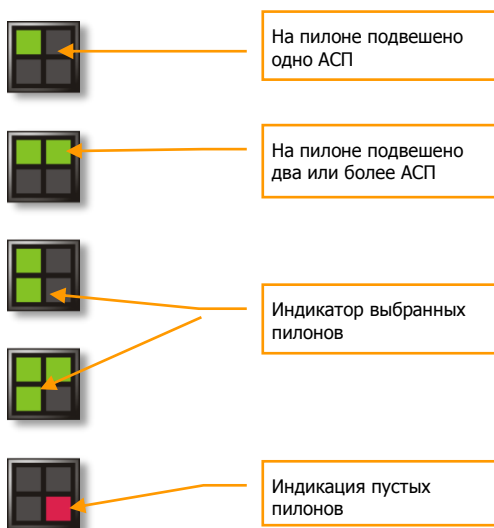 На пилоне подвешено
одно АСП
На пилоне подвешено
два или более АСП
Индикатор выбранных
пилонов
Индикация пустых
пилонов